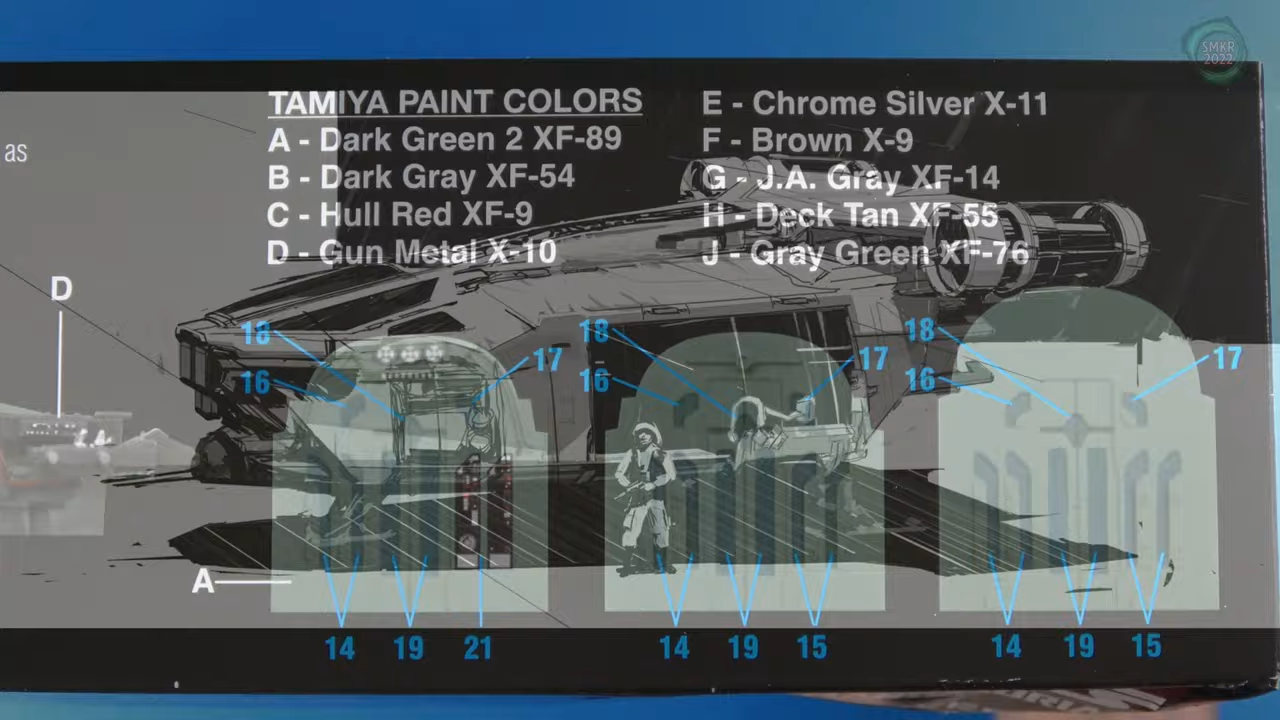 SMKR
2022
TAMIYA PAINT COLORS
A - Dark Green 2 XF-89
B - Dark Gray XF-54
C - Hull Red XF-9
D - Gun Metal X-10
E - Chrome Silver X-11
F - Brown X-9
G - J.A. Gray XF-14
H - Deck Tan XF-55
J - Gray Green XF-76
as
D
18
16
17
18
16
17
18
16
17
A
14
19
21
14
19
15
14
19
15